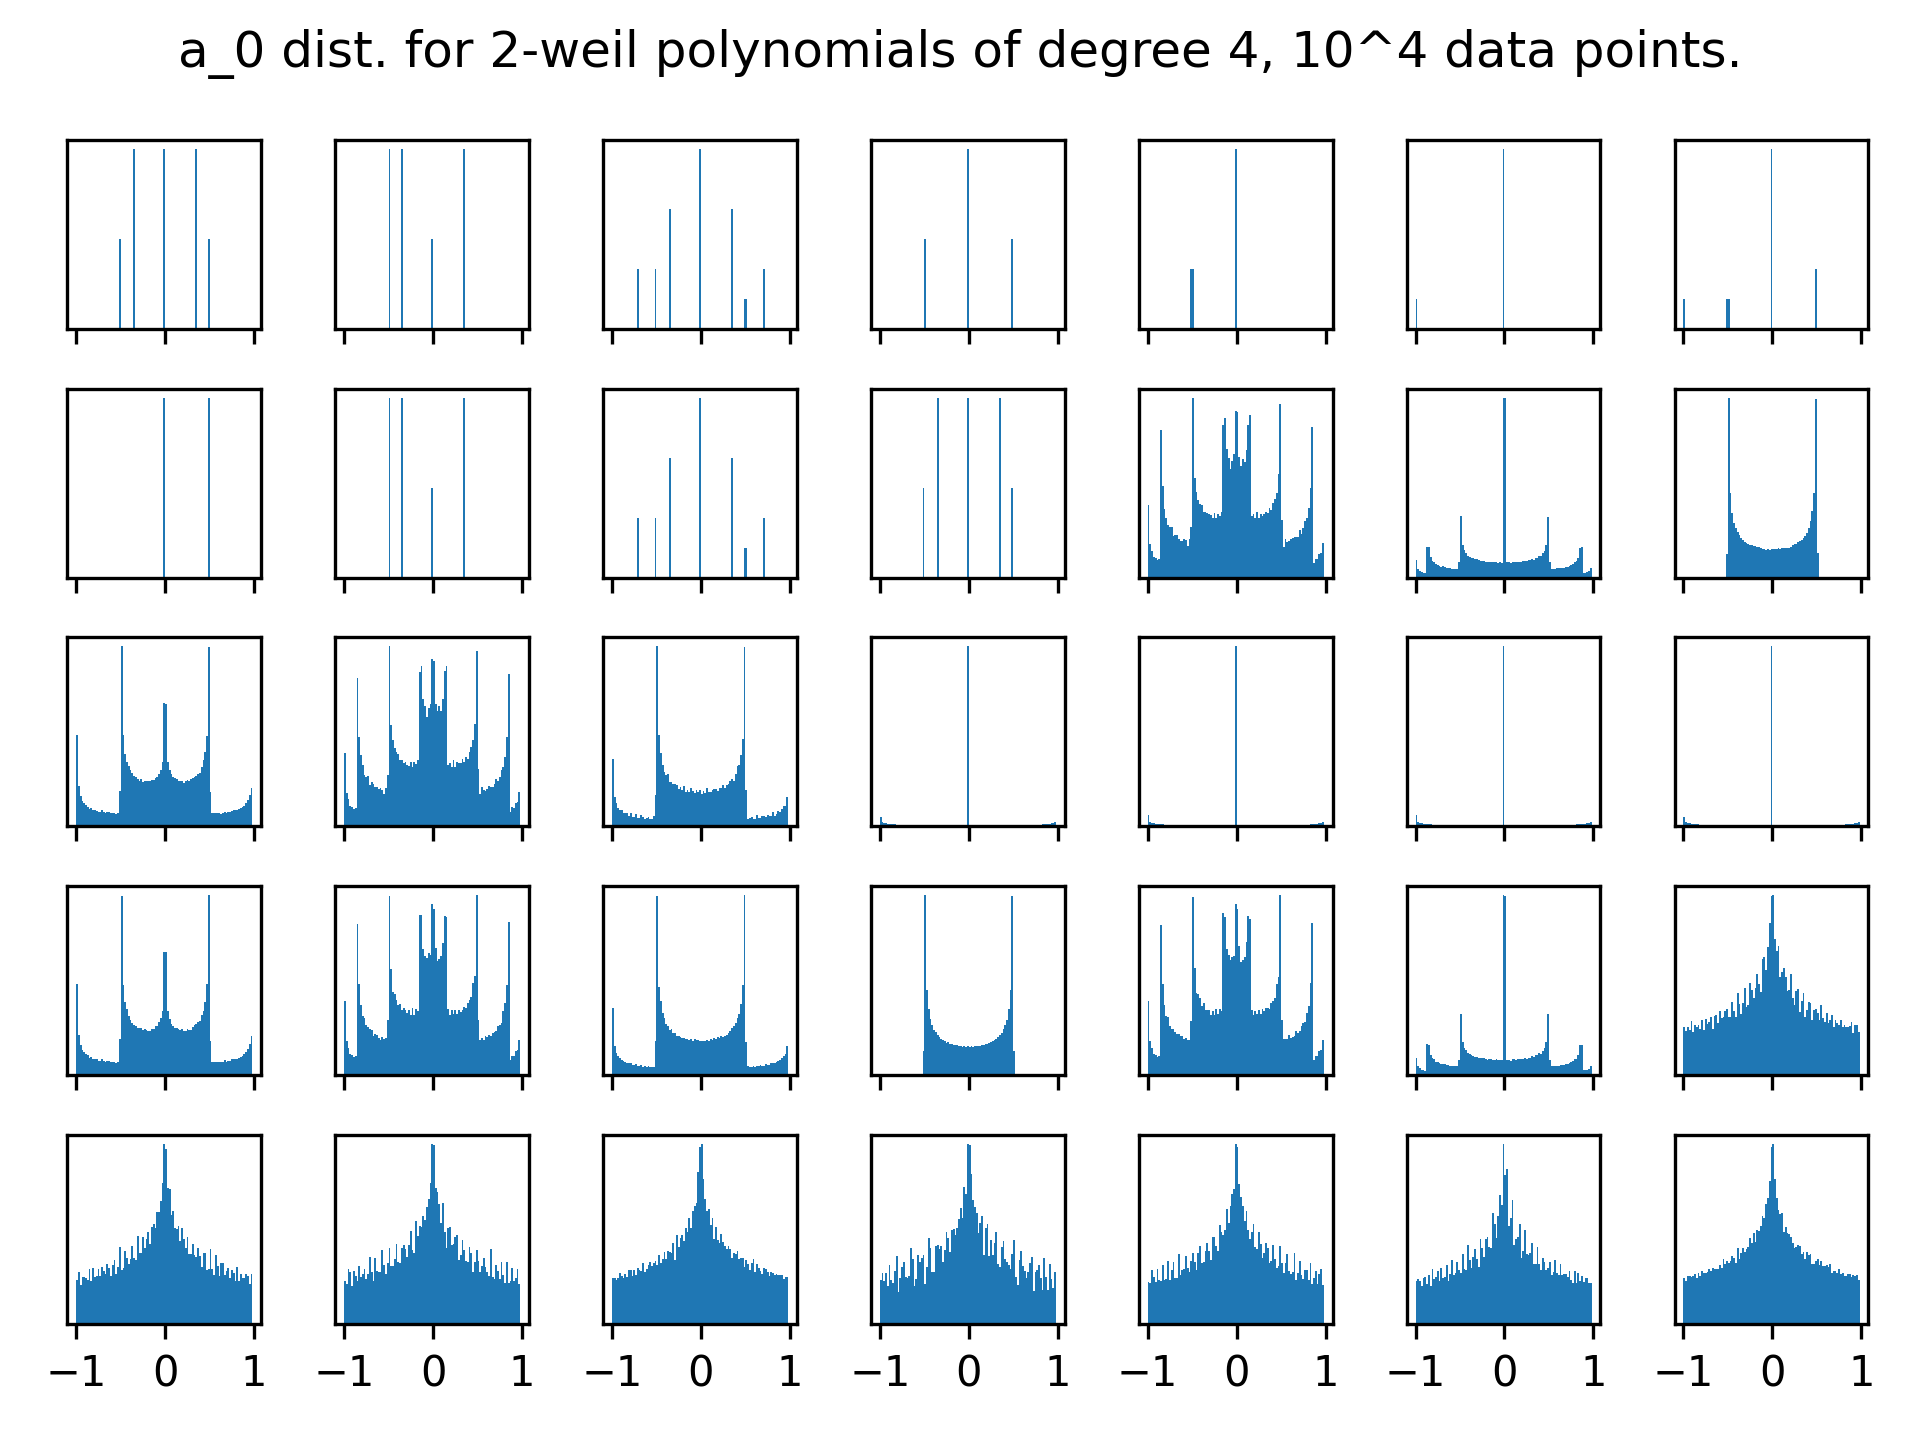 a_0 dist. for 2-weil polynomials of degree 4, 10^4 data points.
−1 0 1 −1 0 1 −1 0 1 −1 0 1 −1 0 1 −1 0 1 −1 0 1